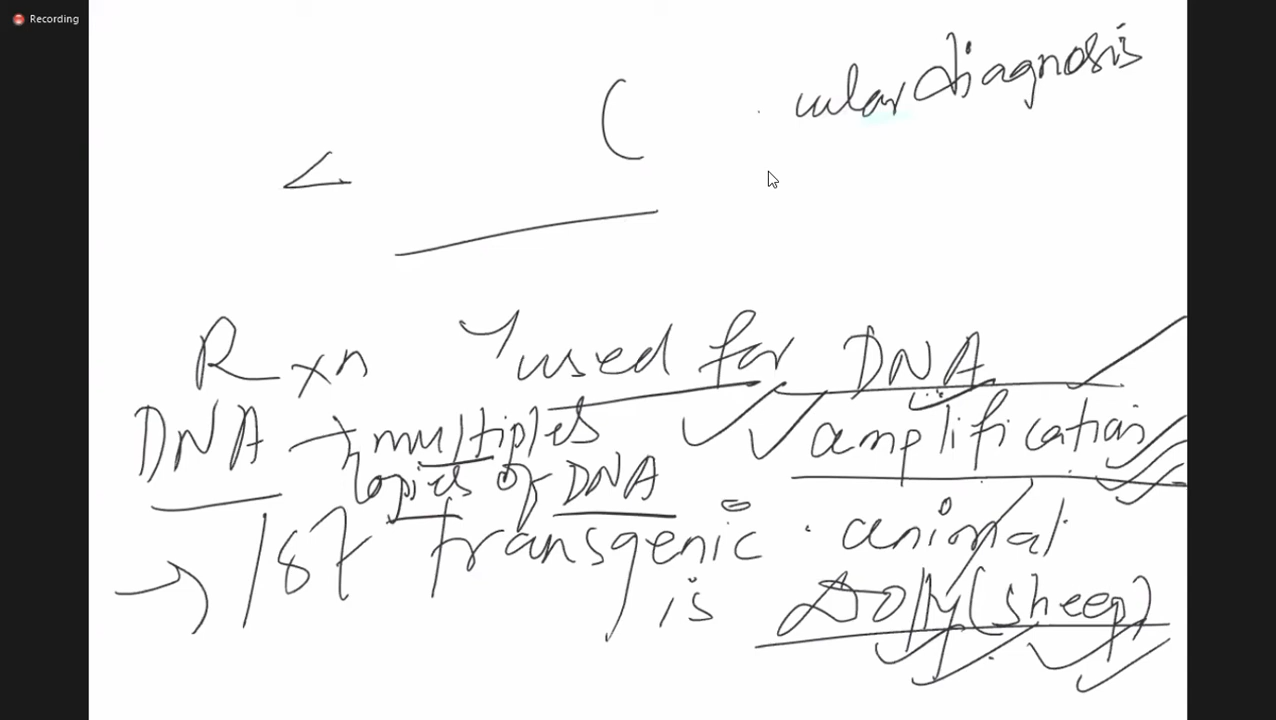 Recording
ular diagnosis
(
Rxn used for DNA
DNA → multiples amplification
copies of DNA
→ 1st transgenic animal
is Dolly (sheep)